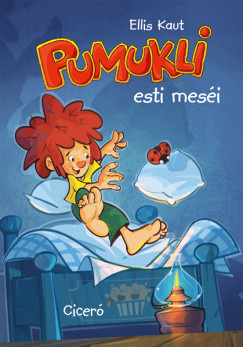 Ellis Kaut
PUMUKLI
esti meséi
Ciceró